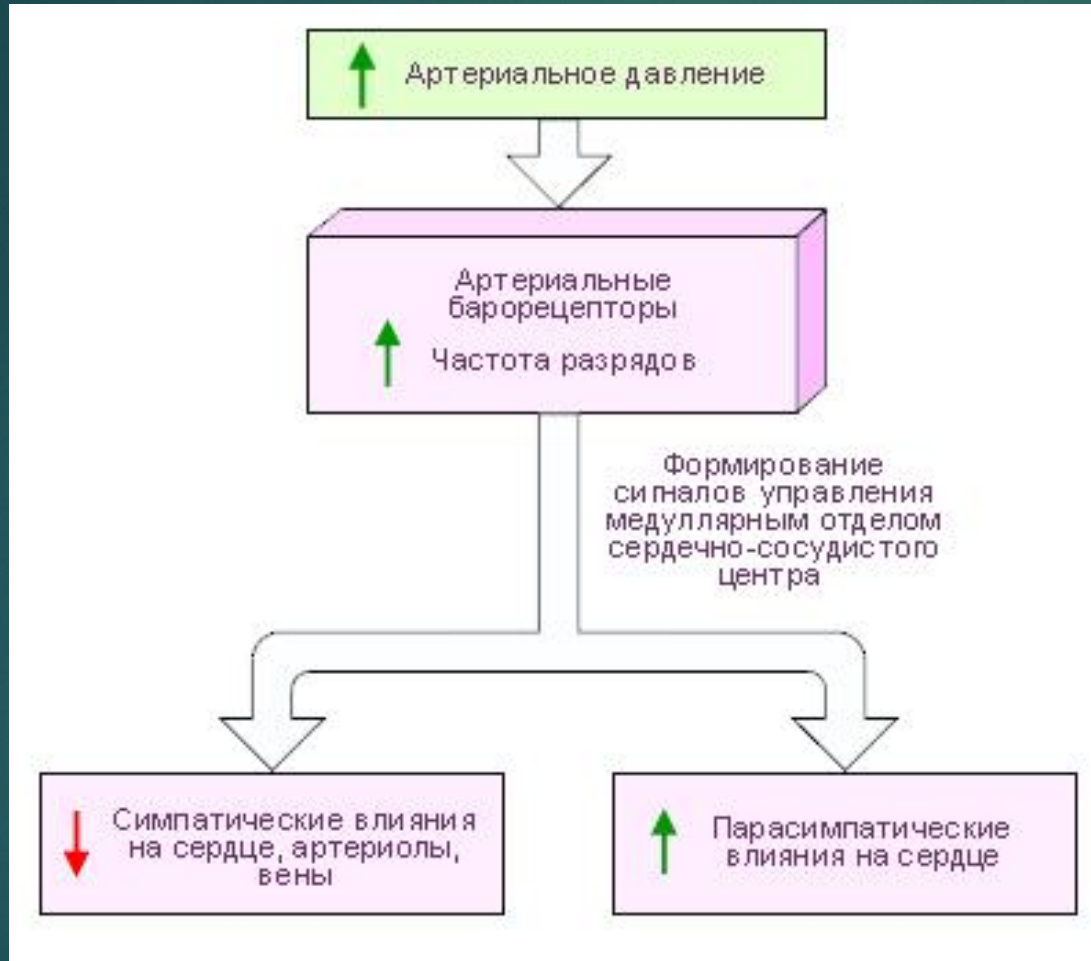 Артериальное давление
Артериальные
барорецепторы
Частота разрядов
Формирование
сигналов управления
медуллярным отделом
сердечно-сосудистого
центра
Симпатические влияния
на сердце, артериолы,
вены
Парасимпатические
влияния на сердце